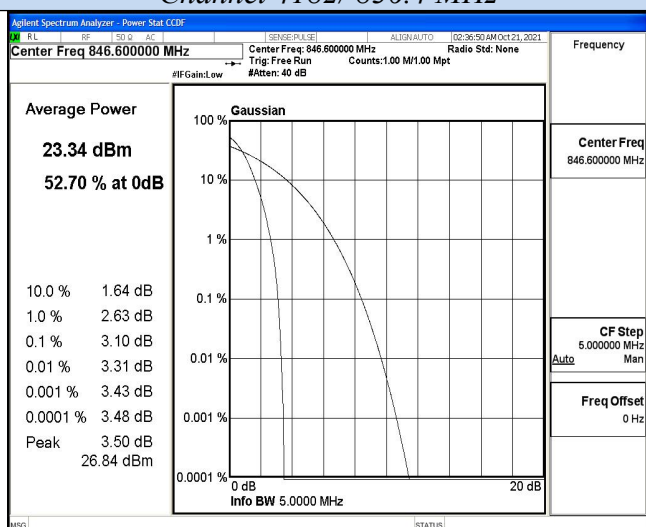 Channel 4182/ 836.4 MHz
Agilent Spectrum Analyzer - Power Stat CCDF
RL RF 50 Ω AC SENSE:PULSE ALIGN AUTO 02:36:50 AM Oct 21, 2021
Center Freq 846.600000 MHz
Center Freq: 846.600000 MHz Radio Std: None
Trig: Free Run Counts:1.00 M/1.00 Mpt
#IFGain:Low #Atten: 40 dB
Frequency
Average Power
23.34 dBm
52.70 % at 0dB
10.0 % 1.64 dB
1.0 % 2.63 dB
0.1 % 3.10 dB
0.01 % 3.31 dB
0.001 % 3.43 dB
0.0001 % 3.48 dB
Peak 3.50 dB
26.84 dBm
Gaussian
100 %
10 %
1 %
0.1 %
0.01 %
0.001 %
0.0001 %
0 dB 20 dB
Info BW 5.0000 MHz
Center Freq
846.600000 MHz
CF Step
5.000000 MHz
Auto Man
Freq Offset
0 Hz
MSG STATUS